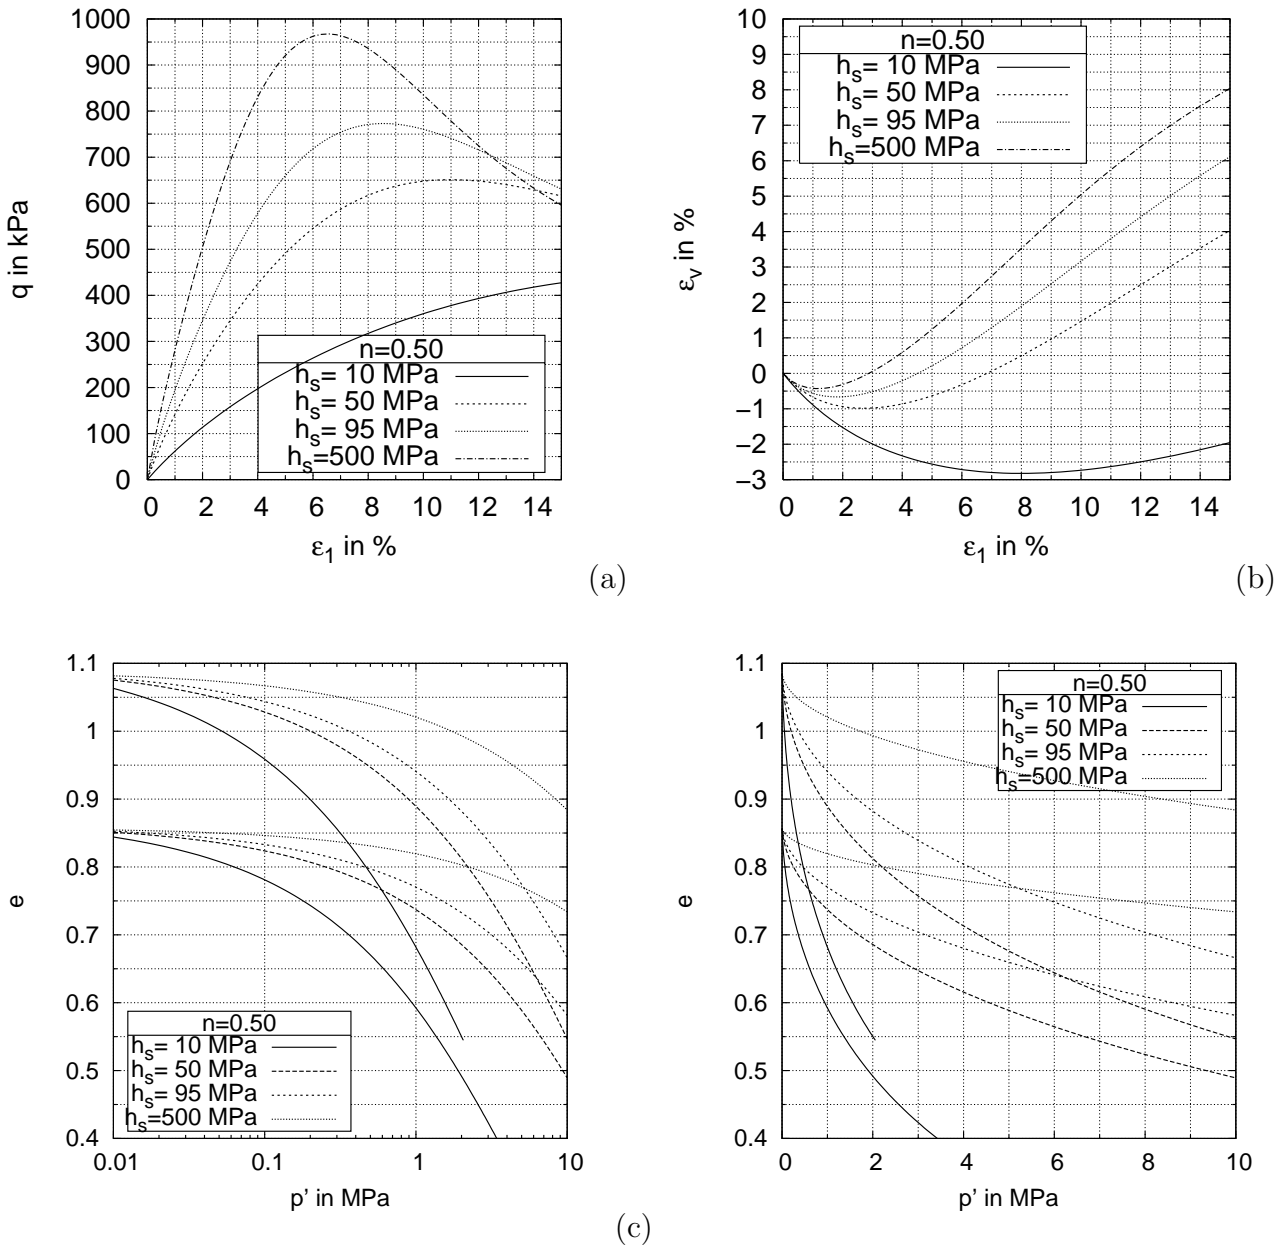 1000
900
800
700
600
500
400
300
200
100
0
q in kPa
n=0.50
hs= 10 MPa
hs= 50 MPa
hs= 95 MPa
hs=500 MPa
0 2 4 6 8 10 12 14
ε1 in %
(a)
10
9
8
7
6
5
4
3
2
1
0
−1
−2
−3
εv in %
n=0.50
hs= 10 MPa
hs= 50 MPa
hs= 95 MPa
hs=500 MPa
0 2 4 6 8 10 12 14
ε1 in %
(b)
1.1
1
0.9
0.8
0.7
0.6
0.5
0.4
e
n=0.50
hs= 10 MPa
hs= 50 MPa
hs= 95 MPa
hs=500 MPa
0.01 0.1 1 10
p' in MPa
1.1
1
0.9
0.8
0.7
0.6
0.5
0.4
e
n=0.50
hs= 10 MPa
hs= 50 MPa
hs= 95 MPa
hs=500 MPa
0 2 4 6 8 10
p' in MPa
(c)